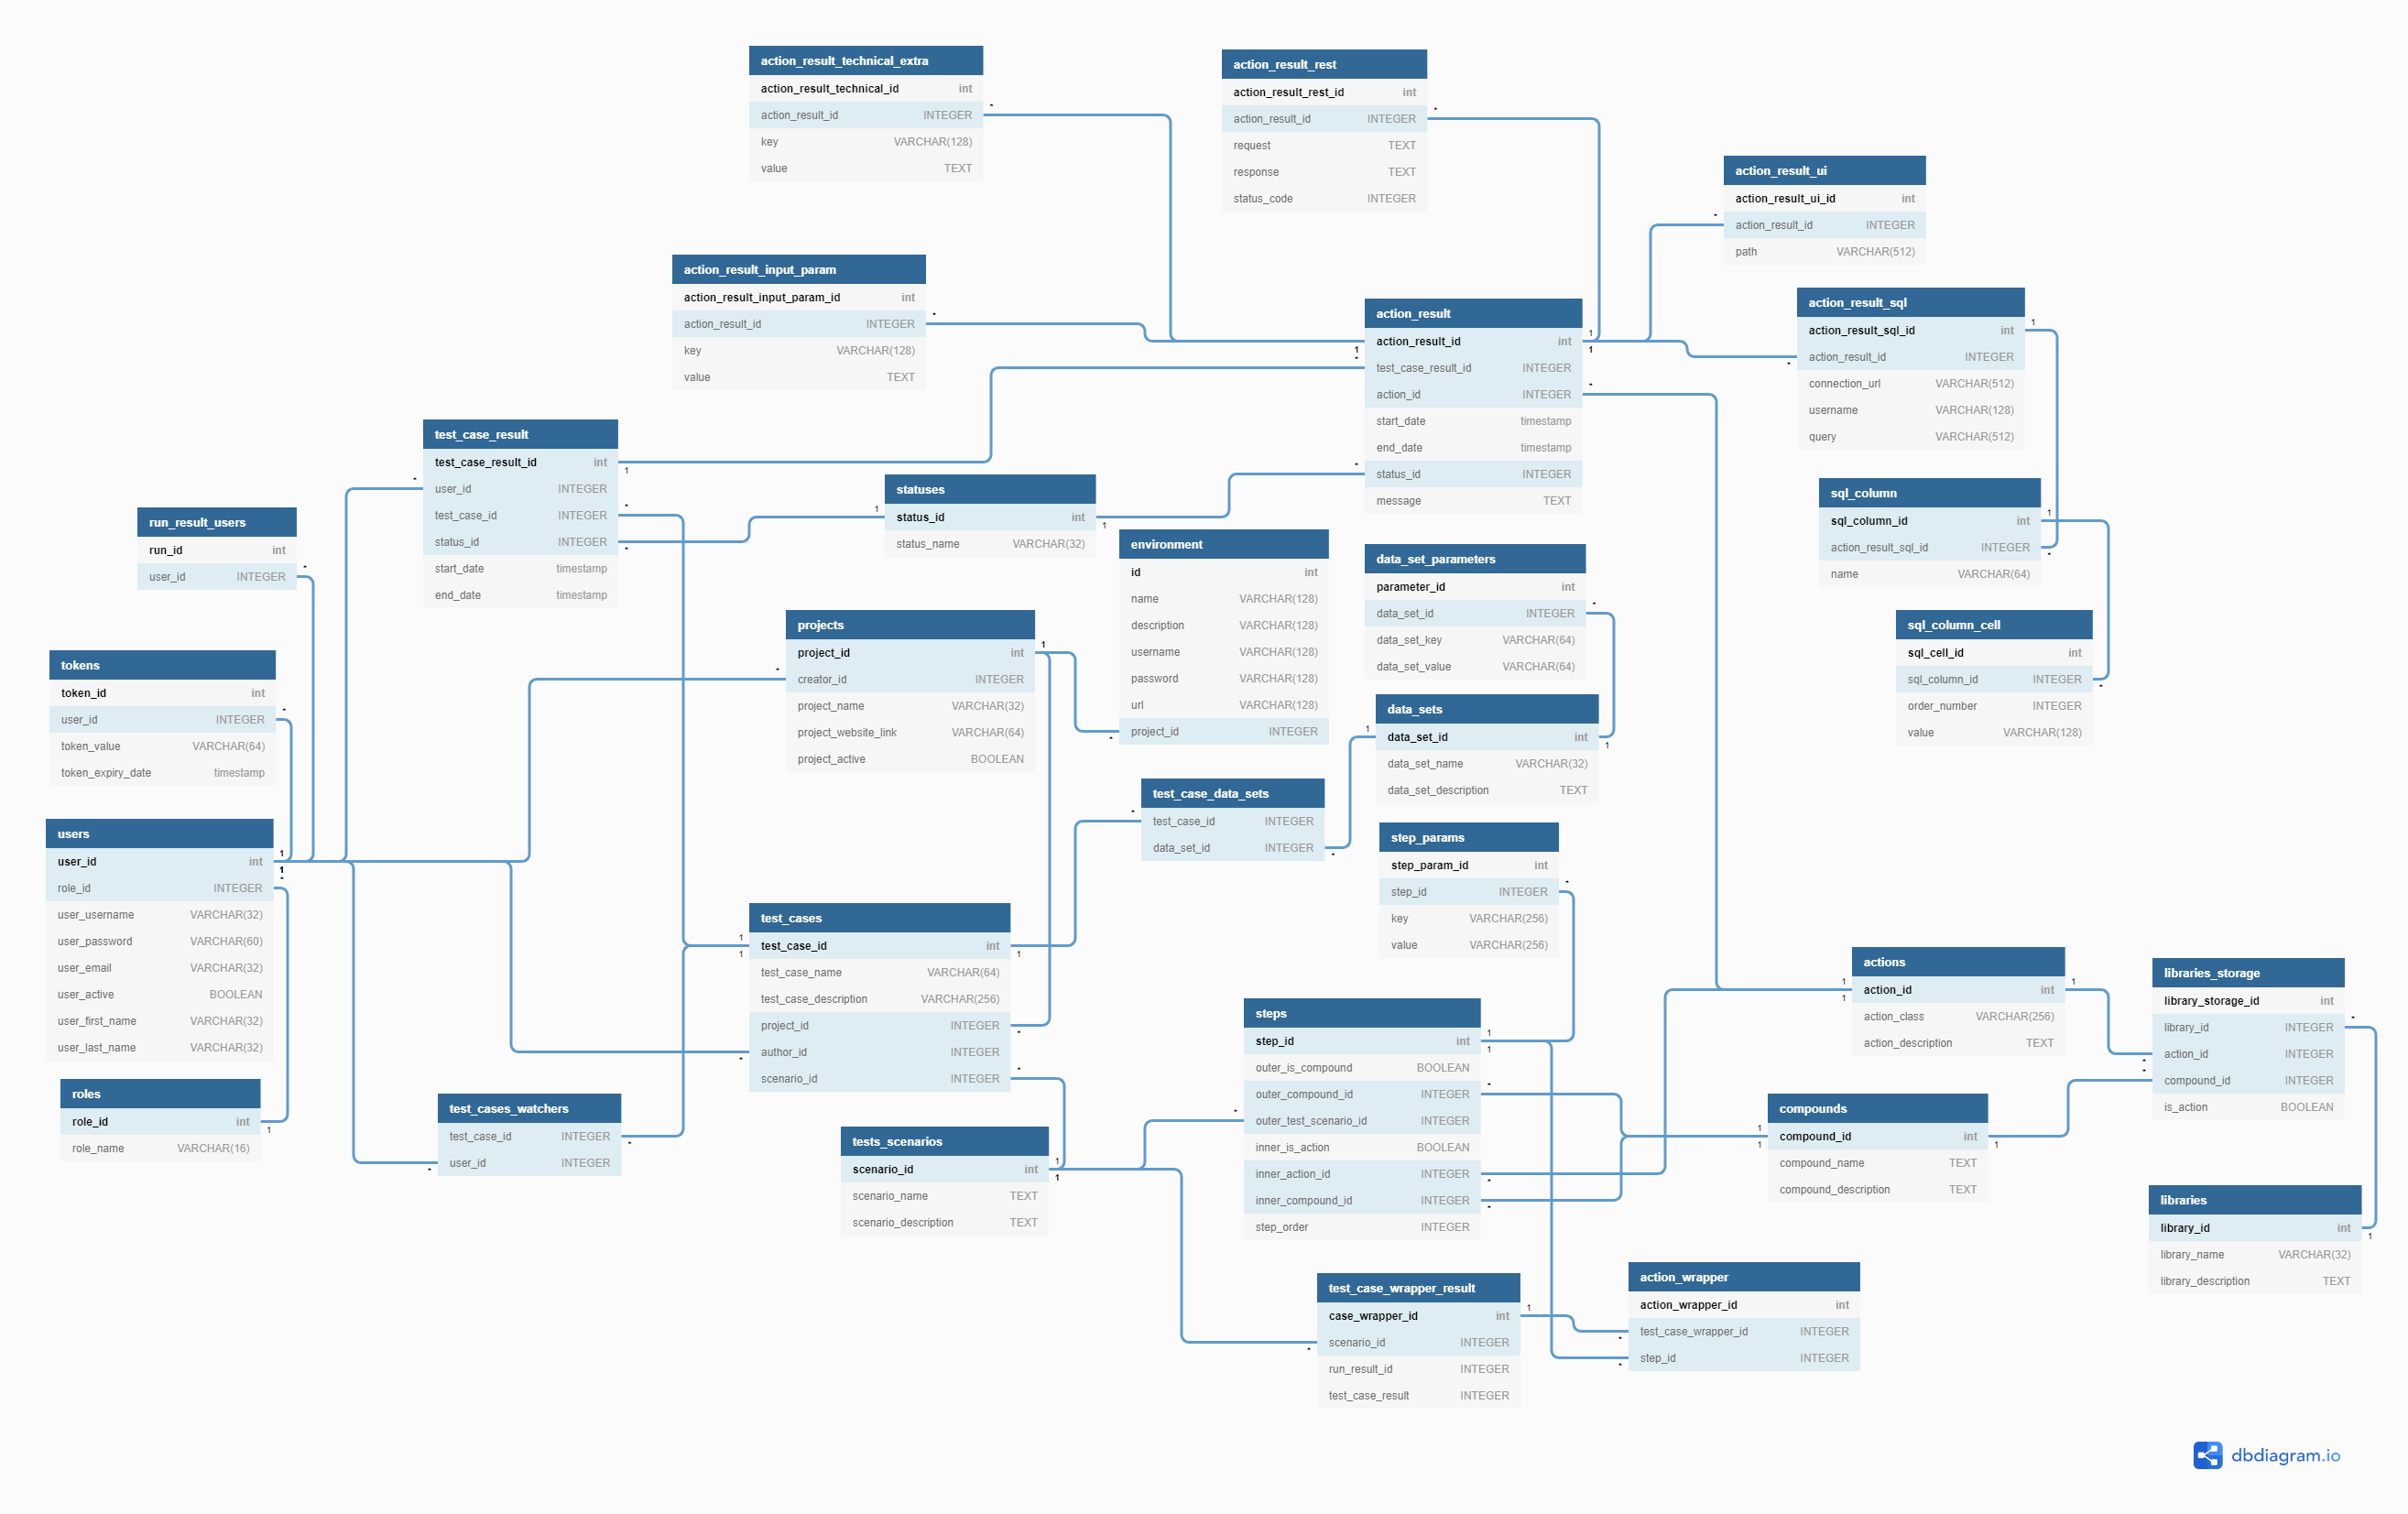 action_result_technical_extra
action_result_technical_id int
action_result_id INTEGER
key VARCHAR(128)
value TEXT
action_result_rest
action_result_rest_id int
action_result_id INTEGER
request TEXT
response TEXT
status_code INTEGER
action_result_ui
action_result_ui_id int
action_result_id INTEGER
path VARCHAR(512)
action_result_input_param
action_result_input_param_id int
action_result_id INTEGER
key VARCHAR(128)
value TEXT
action_result
action_result_id int
test_case_result_id INTEGER
action_id INTEGER
start_date timestamp
end_date timestamp
status_id INTEGER
message TEXT
action_result_sql
action_result_sql_id int
action_result_id INTEGER
connection_url VARCHAR(512)
username VARCHAR(128)
query VARCHAR(512)
test_case_result
test_case_result_id int
user_id INTEGER
test_case_id INTEGER
status_id INTEGER
start_date timestamp
end_date timestamp
statuses
status_id int
status_name VARCHAR(32)
sql_column
sql_column_id int
action_result_sql_id INTEGER
name VARCHAR(64)
run_result_users
run_id int
user_id INTEGER
environment
id int
name VARCHAR(128)
description VARCHAR(128)
username VARCHAR(128)
password VARCHAR(128)
url VARCHAR(128)
project_id INTEGER
data_set_parameters
parameter_id int
data_set_id INTEGER
data_set_key VARCHAR(64)
data_set_value VARCHAR(64)
projects
project_id int
creator_id INTEGER
project_name VARCHAR(32)
project_website_link VARCHAR(64)
project_active BOOLEAN
sql_column_cell
sql_cell_id int
sql_column_id INTEGER
order_number INTEGER
value VARCHAR(128)
tokens
token_id int
user_id INTEGER
token_value VARCHAR(64)
token_expiry_date timestamp
data_sets
data_set_id int
data_set_name VARCHAR(32)
data_set_description TEXT
test_case_data_sets
test_case_id INTEGER
data_set_id INTEGER
users
user_id int
role_id INTEGER
user_username VARCHAR(32)
user_password VARCHAR(60)
user_email VARCHAR(32)
user_active BOOLEAN
user_first_name VARCHAR(32)
user_last_name VARCHAR(32)
step_params
step_param_id int
step_id INTEGER
key VARCHAR(256)
value VARCHAR(256)
test_cases
test_case_id int
test_case_name VARCHAR(64)
test_case_description VARCHAR(256)
project_id INTEGER
author_id INTEGER
scenario_id INTEGER
actions
action_id int
action_class VARCHAR(256)
action_description TEXT
libraries_storage
library_storage_id int
library_id INTEGER
action_id INTEGER
compound_id INTEGER
is_action BOOLEAN
steps
step_id int
outer_is_compound BOOLEAN
outer_compound_id INTEGER
outer_test_scenario_id INTEGER
inner_is_action BOOLEAN
inner_action_id INTEGER
inner_compound_id INTEGER
step_order INTEGER
roles
role_id int
role_name VARCHAR(16)
test_cases_watchers
test_case_id INTEGER
user_id INTEGER
compounds
compound_id int
compound_name TEXT
compound_description TEXT
tests_scenarios
scenario_id int
scenario_name TEXT
scenario_description TEXT
libraries
library_id int
library_name VARCHAR(32)
library_description TEXT
test_case_wrapper_result
case_wrapper_id int
scenario_id INTEGER
run_result_id INTEGER
test_case_result INTEGER
action_wrapper
action_wrapper_id int
test_case_wrapper_id INTEGER
step_id INTEGER
dbdiagram.io